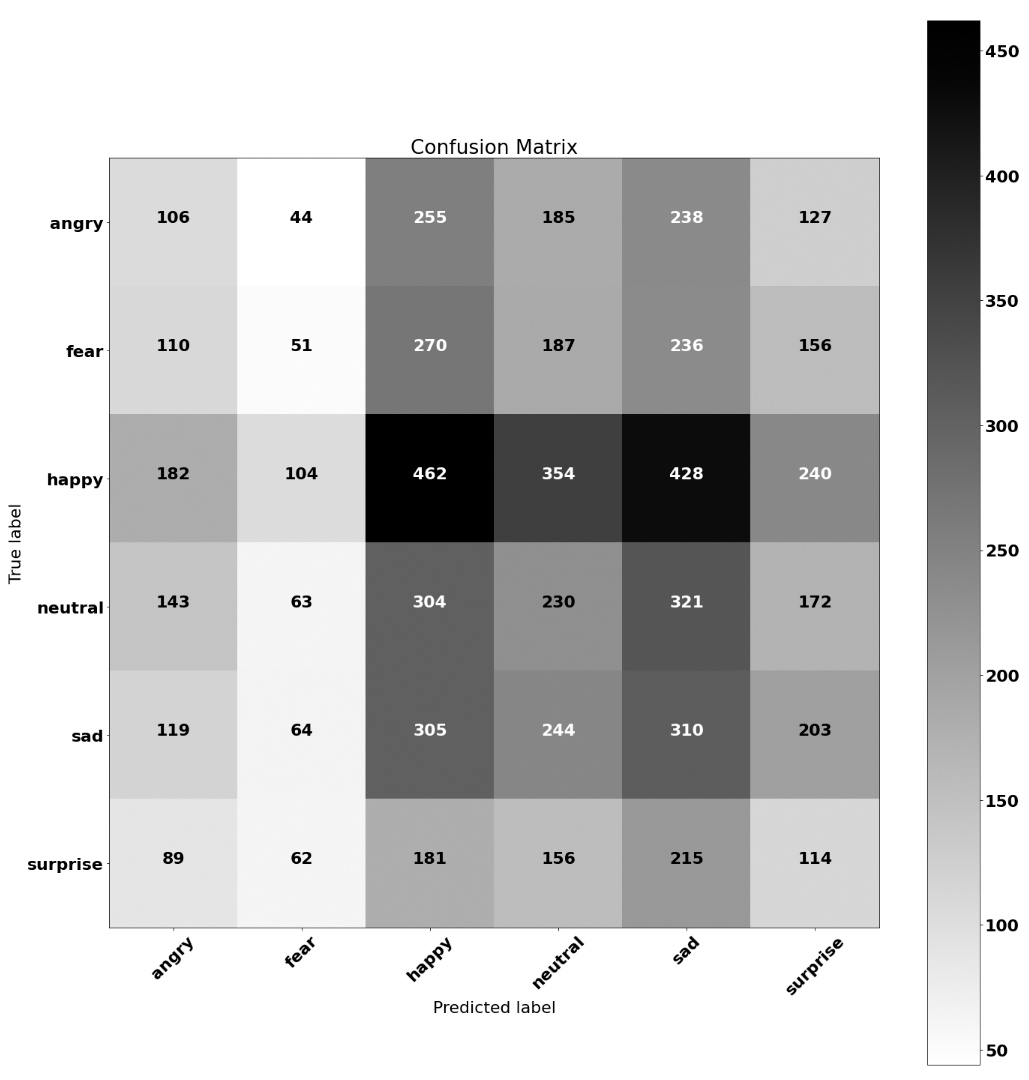 Confusion Matrix
angry 106 44 255 185 238 127
fear 110 51 270 187 236 156
happy 182 104 462 354 428 240
neutral 143 63 304 230 321 172
sad 119 64 305 244 310 203
surprise 89 62 181 156 215 114
angry fear happy neutral sad surprise
Predicted label
True label
450
400
350
300
250
200
150
100
50